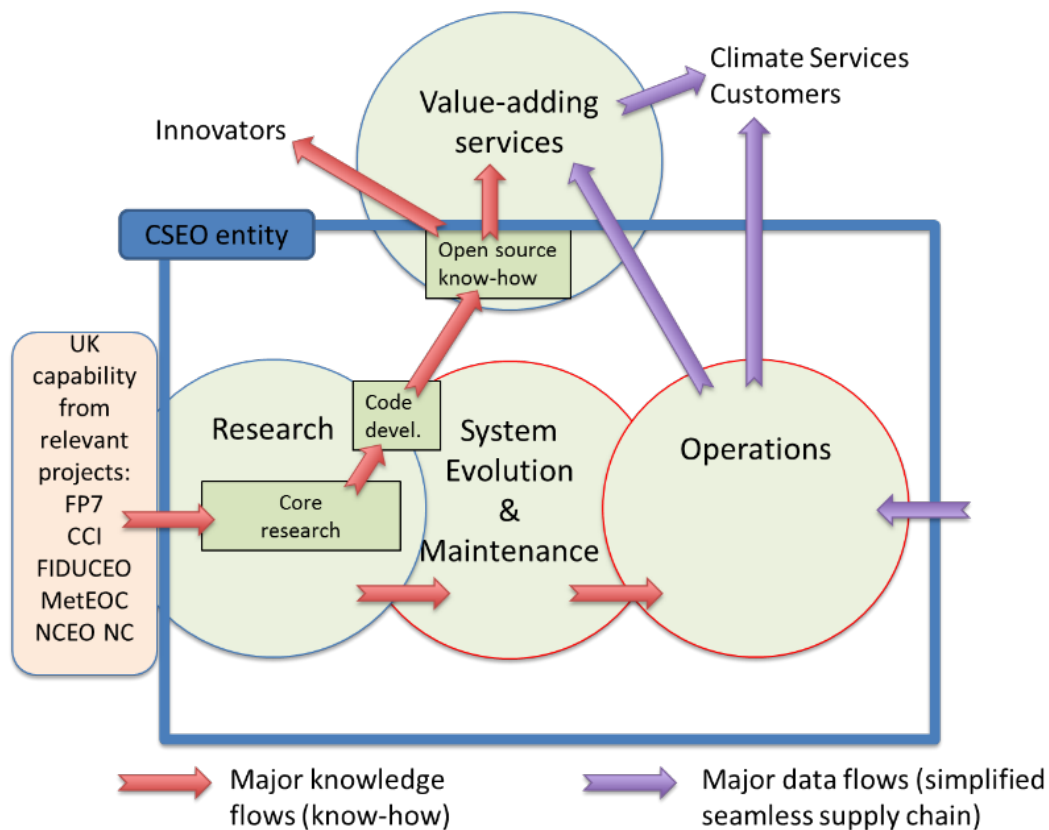 Climate Services
Customers
Value-adding
services
Innovators
CSEO entity
Open source
know-how
UK
capability
from
relevant
projects:
FP7
CCI
FIDUCEO
MetEOC
NCEO NC
Research
Code
devel.
Core
research
System
Evolution
&
Maintenance
Operations
Major knowledge
flows (know-how)
Major data flows (simplified
seamless supply chain)